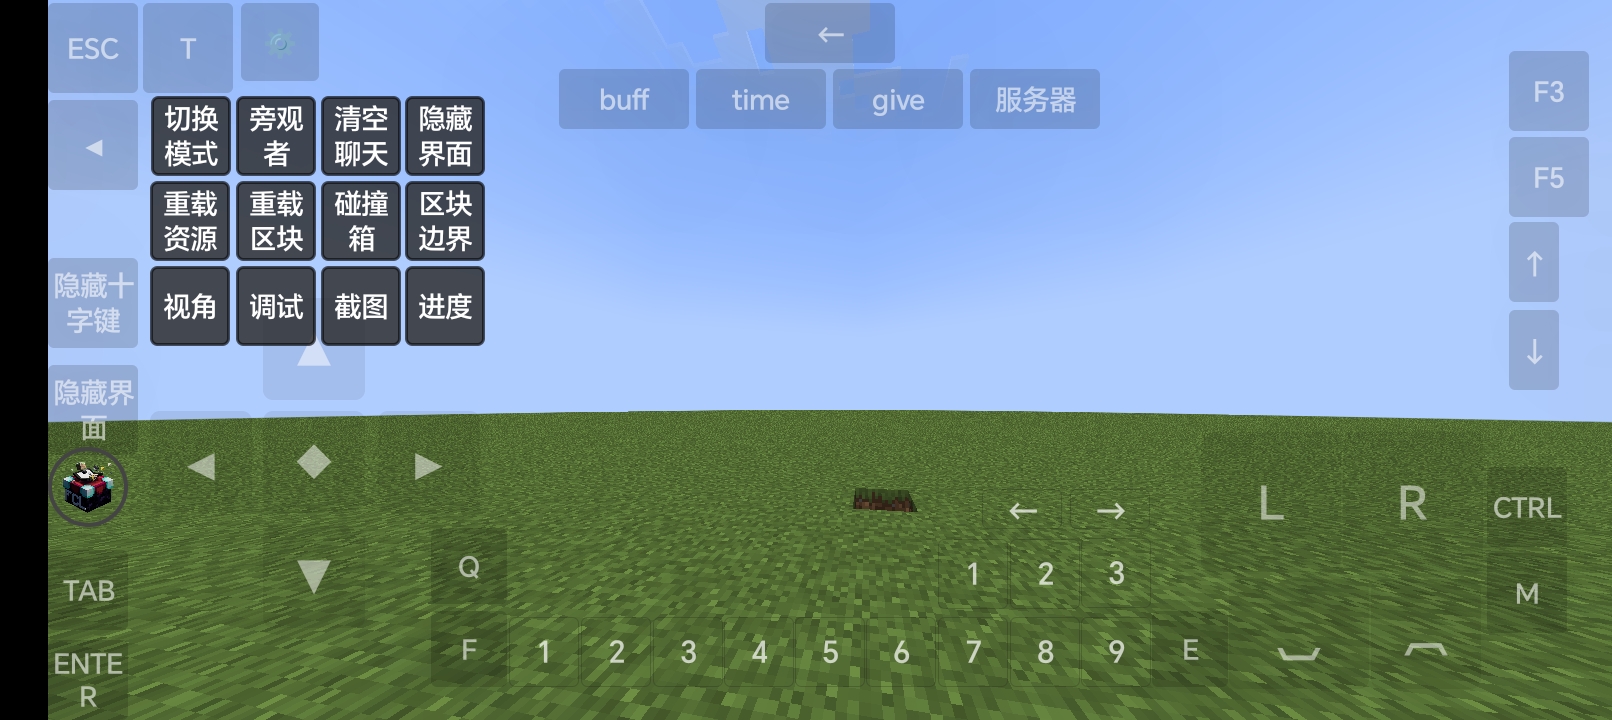 ESC
T
←
buff
time
give
服务器
F3
F5
↑
↓
◀
切换
模式
旁观
者
清空
聊天
隐藏
界面
重载
资源
重载
区块
碰撞
箱
区块
边界
视角
调试
截图
进度
隐藏十
字键
隐藏界
面
▲
◀
◆
▶
▼
←
→
L
R
CTRL
TAB
Q
1
2
3
M
ENTE
R
F
1
2
3
4
5
6
7
8
9
E